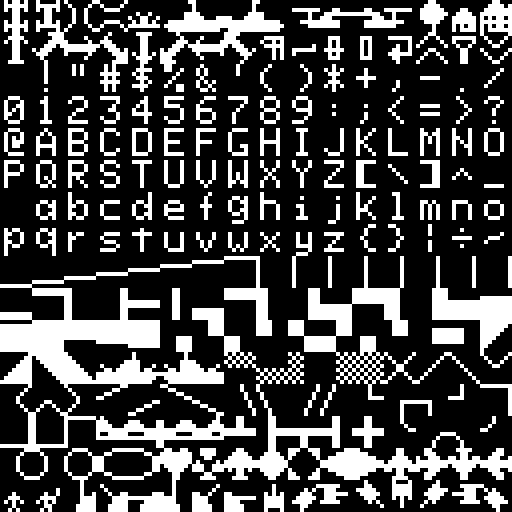 ! " # $ % & ' ( ) * + , - . /
0 1 2 3 4 5 6 7 8 9 : ; < = > ?
@ A B C D E F G H I J K L M N O
P Q R S T U V W X Y Z [ \ ] ^ _
a b c d e f g h i j k l m n o
p q r s t u v w x y z { } ¦ ÷ ~